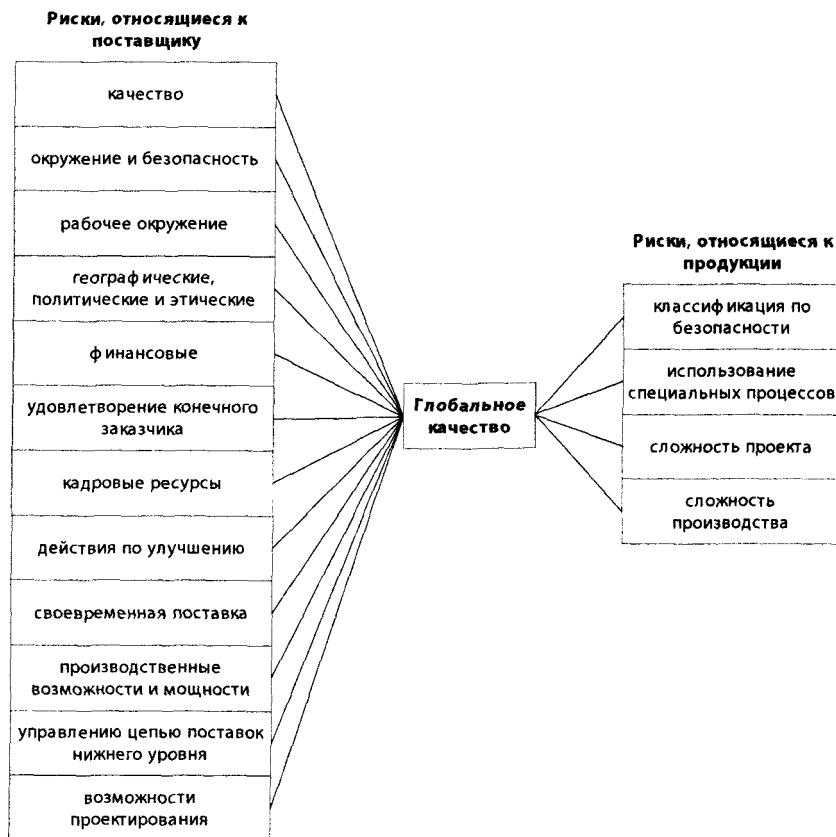 Риски, относящиеся к
поставщику
качество
окружение и безопасность
рабочее окружение
географические,
политические и этические
финансовые
удовлетворение конечного
заказчика
кадровые ресурсы
действия по улучшению
своевременная поставка
производственные
возможности и мощности
управлению цепью поставок
нижнего уровня
возможности
проектирования
Глобальное
качество
Риски, относящиеся к
продукции
классификация по
безопасности
использование
специальных процессов
сложность проекта
сложность
производства